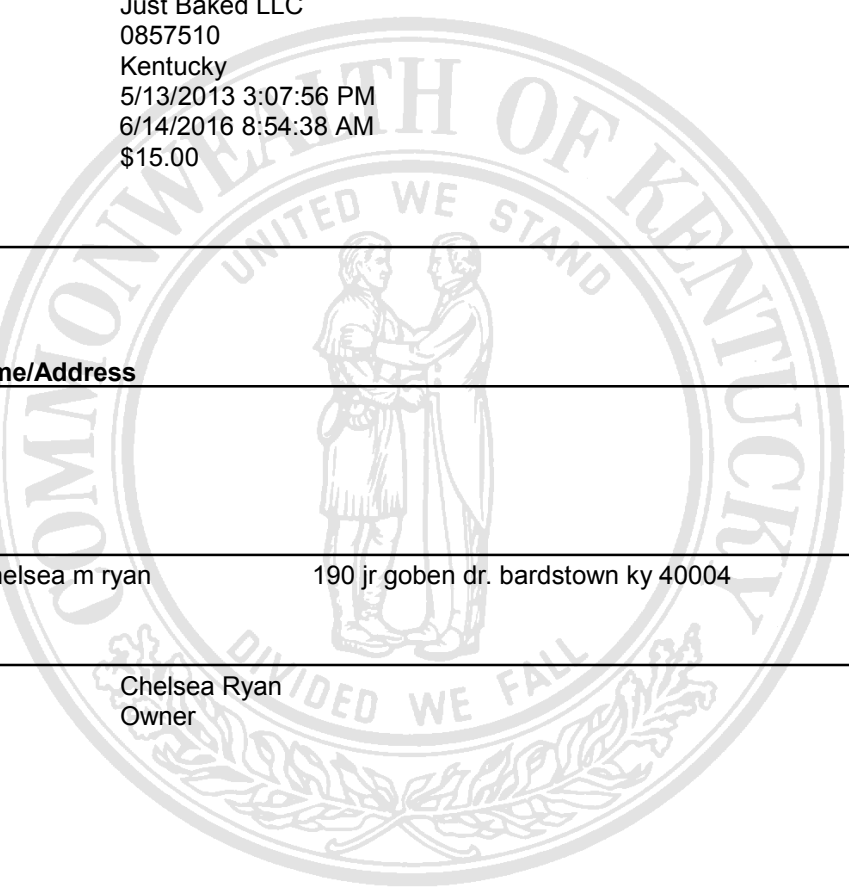 Just Baked LLC
0857510
Kentucky
5/13/2013 3:07:56 PM
6/14/2016 8:54:38 AM
$15.00
COMMONWEALTH OF KENTUCKY
UNITED WE STAND
me/Address
helsea m ryan 190 jr goben dr. bardstown ky 40004
DIVIDED WE FALL
Chelsea Ryan
Owner